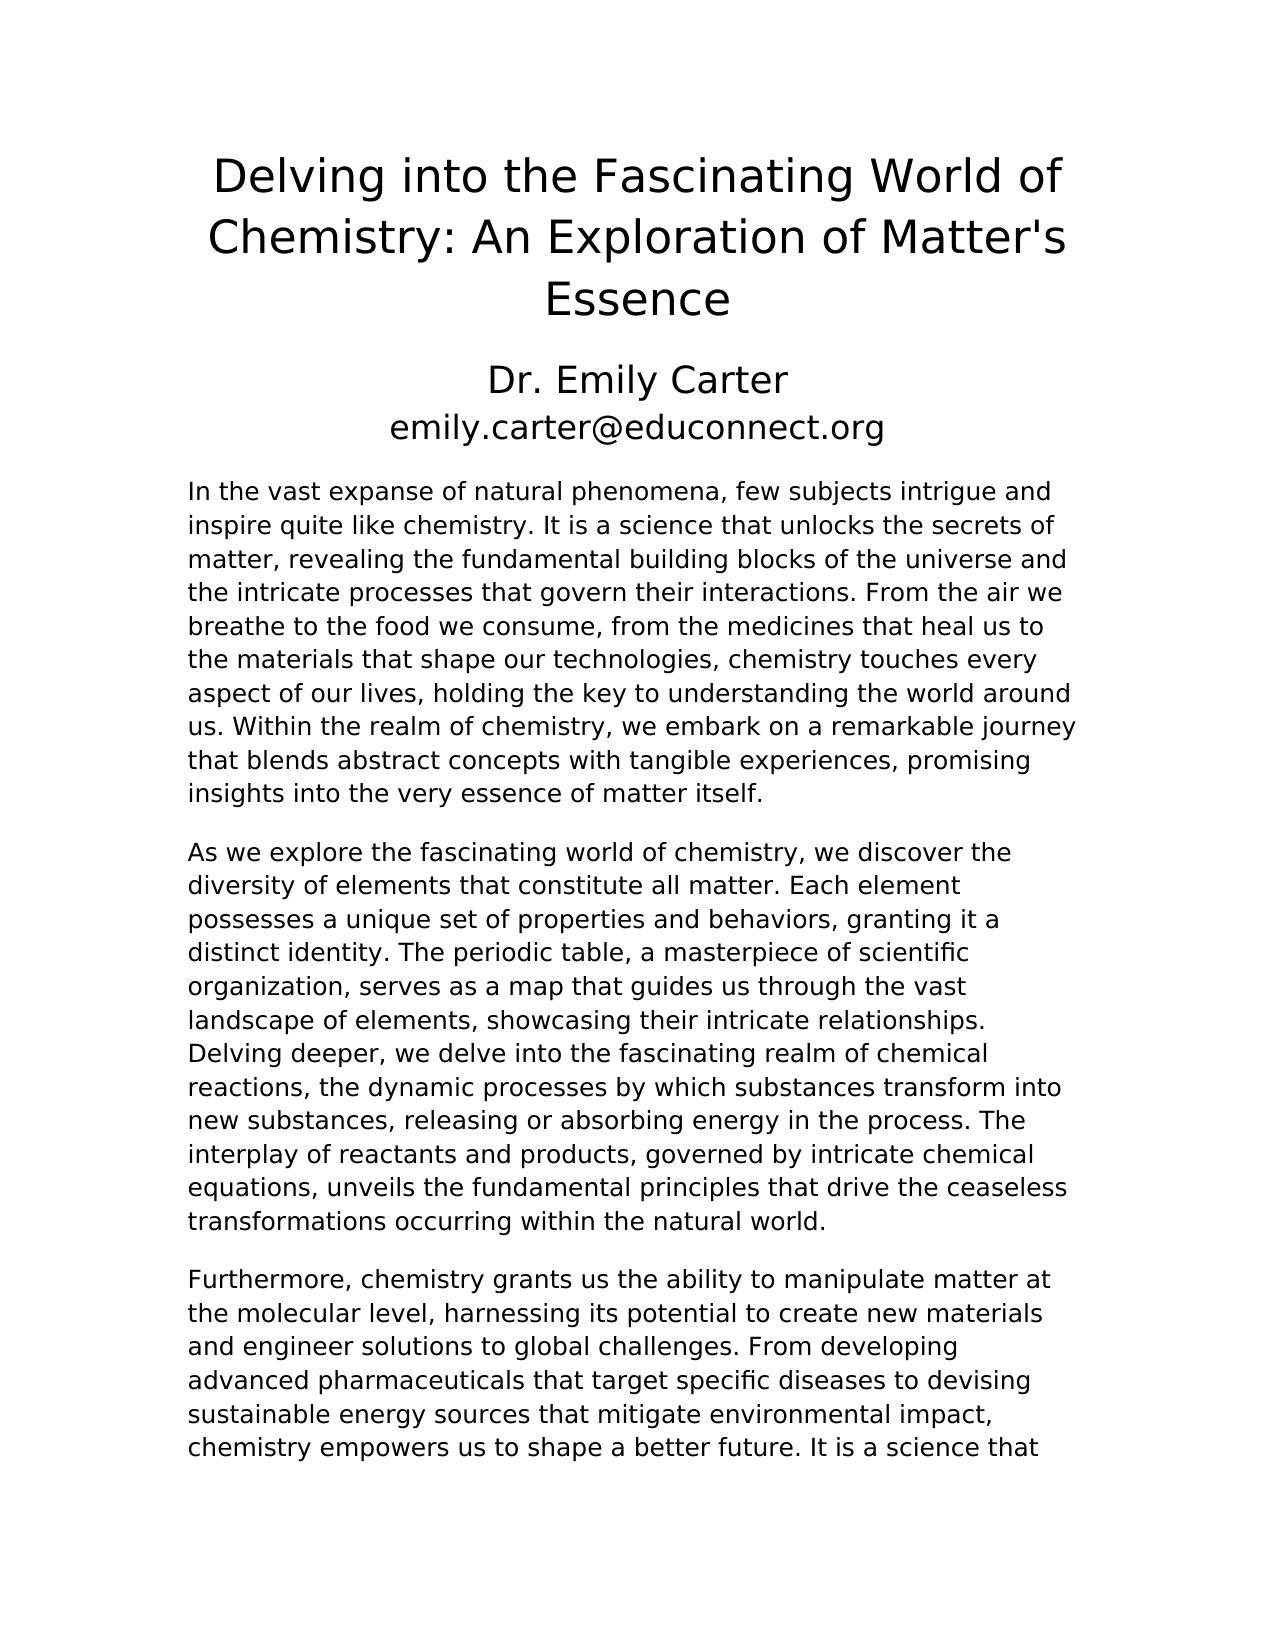 Delving into the Fascinating World of
Chemistry: An Exploration of Matter's
Essence
Dr. Emily Carter
emily.carter@educonnect.org
In the vast expanse of natural phenomena, few subjects intrigue and
inspire quite like chemistry. It is a science that unlocks the secrets of
matter, revealing the fundamental building blocks of the universe and
the intricate processes that govern their interactions. From the air we
breathe to the food we consume, from the medicines that heal us to
the materials that shape our technologies, chemistry touches every
aspect of our lives, holding the key to understanding the world around
us. Within the realm of chemistry, we embark on a remarkable journey
that blends abstract concepts with tangible experiences, promising
insights into the very essence of matter itself.
As we explore the fascinating world of chemistry, we discover the
diversity of elements that constitute all matter. Each element
possesses a unique set of properties and behaviors, granting it a
distinct identity. The periodic table, a masterpiece of scientific
organization, serves as a map that guides us through the vast
landscape of elements, showcasing their intricate relationships.
Delving deeper, we delve into the fascinating realm of chemical
reactions, the dynamic processes by which substances transform into
new substances, releasing or absorbing energy in the process. The
interplay of reactants and products, governed by intricate chemical
equations, unveils the fundamental principles that drive the ceaseless
transformations occurring within the natural world.
Furthermore, chemistry grants us the ability to manipulate matter at
the molecular level, harnessing its potential to create new materials
and engineer solutions to global challenges. From developing
advanced pharmaceuticals that target specific diseases to devising
sustainable energy sources that mitigate environmental impact,
chemistry empowers us to shape a better future. It is a science that